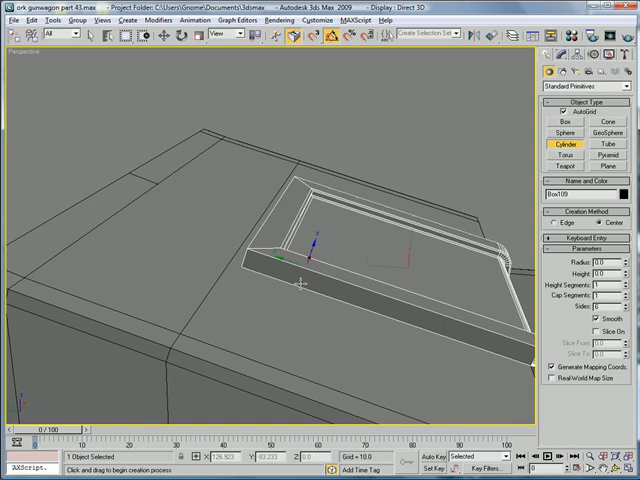 ork gunwagon part 43.max - Project Folder: C:\Users\Gnome\Documents\3dsmax - Autodesk 3ds Max 2009 - Display : Direct 3D
File Edit Tools Group Views Create Modifiers Animation Graph Editors Rendering Customize MAXScript Help
All View Create Selection Set
Perspective
Standard Primitives
Object Type
AutoGrid
Box Cone
Sphere GeoSphere
Cylinder Tube
Torus Pyramid
Teapot Plane
Name and Color
Box109
Creation Method
Edge Center
Keyboard Entry
Parameters
Radius: 0.0
Height: 0.0
Height Segments: 1
Cap Segments: 1
Sides: 6
Smooth
Slice On
Slice From: 0.0
Slice To: 0.0
Generate Mapping Coords.
Real-World Map Size
0 / 100
0 10 20 30 40 50 60 70 80 90 100
1 Object Selected X: 126.923 Y: -83.233 Z: 0.0 Grid = 10.0 Auto Key Selected
AXScript. Click and drag to begin creation process Add Time Tag Set Key Key Filters... 0